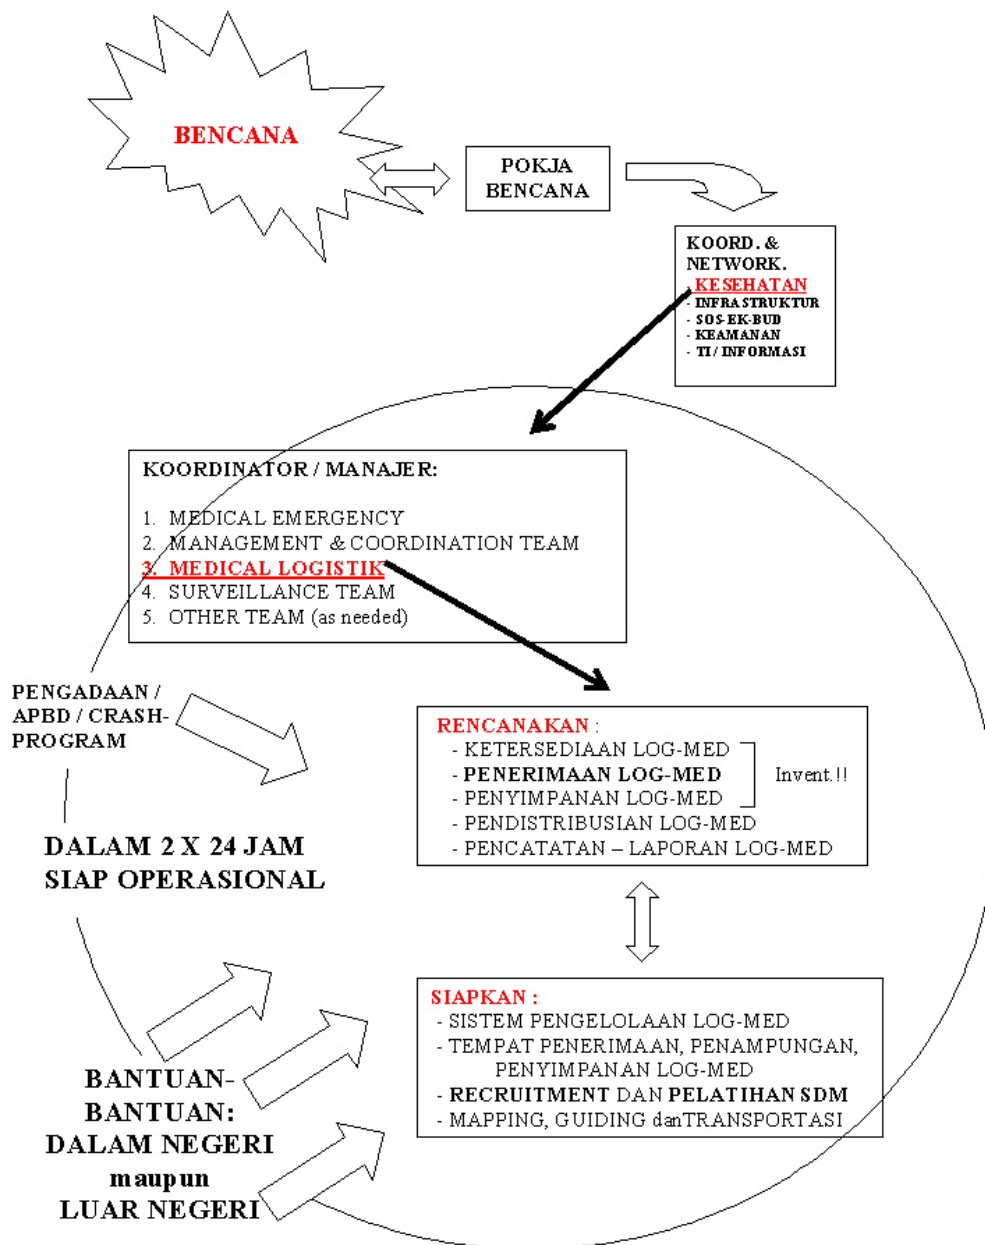 BENCANA
POKJA
BENCANA
KOORD. &
NETWORK.
- KESEHATAN
- INFRASTRUKTUR
- SOS-EK-BUD
- KEAMANAN
- TI / INFORMASI
KOORDINATOR / MANAJER:
1. MEDICAL EMERGENCY
2. MANAGEMENT & COORDINATION TEAM
3. MEDICAL LOGISTIK
4. SURVEILLANCE TEAM
5. OTHER TEAM (as needed)
PENGADAAN /
APBD / CRASH-
PROGRAM
RENCANAKAN :
- KETERSEDIAAN LOG-MED
- PENERIMAAN LOG-MED
- PENYIMPANAN LOG-MED
- PENDISTRIBUSIAN LOG-MED
- PENCATATAN – LAPORAN LOG-MED
Invent.!!
DALAM 2 X 24 JAM
SIAP OPERASIONAL
SIAPKAN :
- SISTEM PENGELOLAAN LOG-MED
- TEMPAT PENERIMAAN, PENAMPUNGAN,
PENYIMPANAN LOG-MED
- RECRUITMENT DAN PELATIHAN SDM
- MAPPING, GUIDING danTRANSPORTASI
BANTUAN-
BANTUAN:
DALAM NEGERI
maupun
LUAR NEGERI